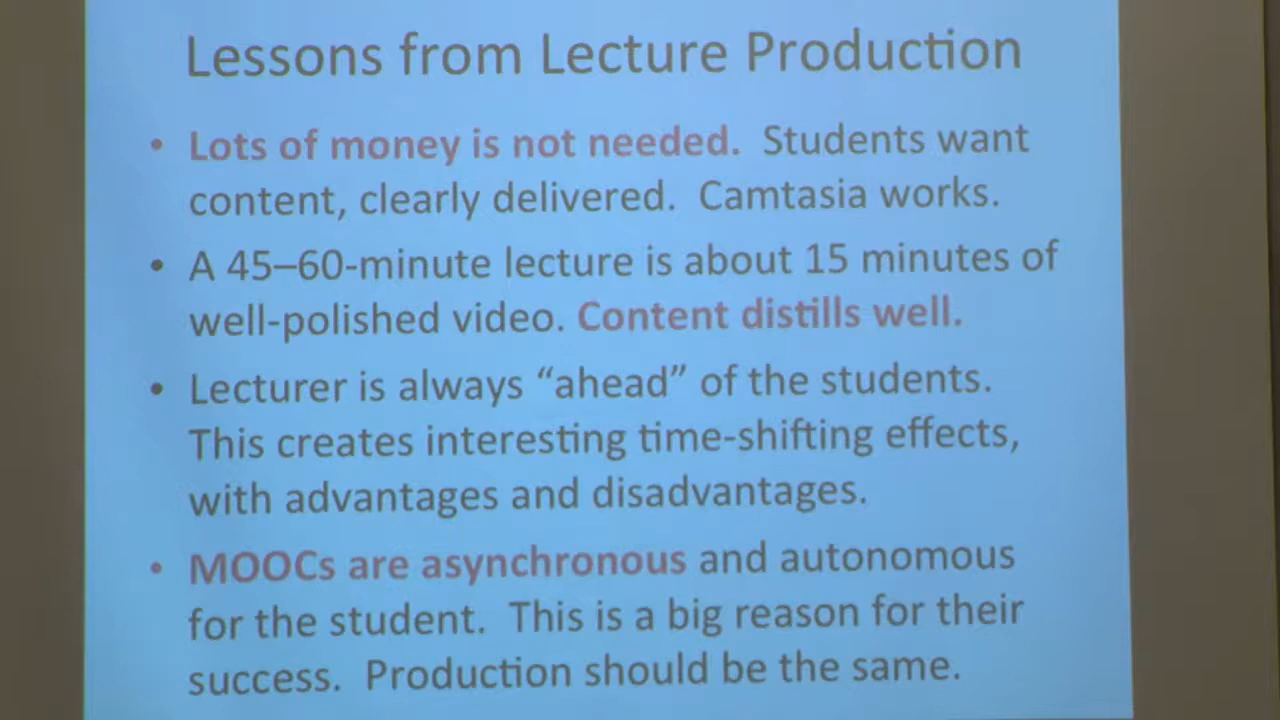 Lessons from Lecture Production
• Lots of money is not needed. Students want
content, clearly delivered. Camtasia works.
• A 45–60-minute lecture is about 15 minutes of
well-polished video. Content distills well.
• Lecturer is always “ahead” of the students.
This creates interesting time-shifting effects,
with advantages and disadvantages.
• MOOCs are asynchronous and autonomous
for the student. This is a big reason for their
success. Production should be the same.